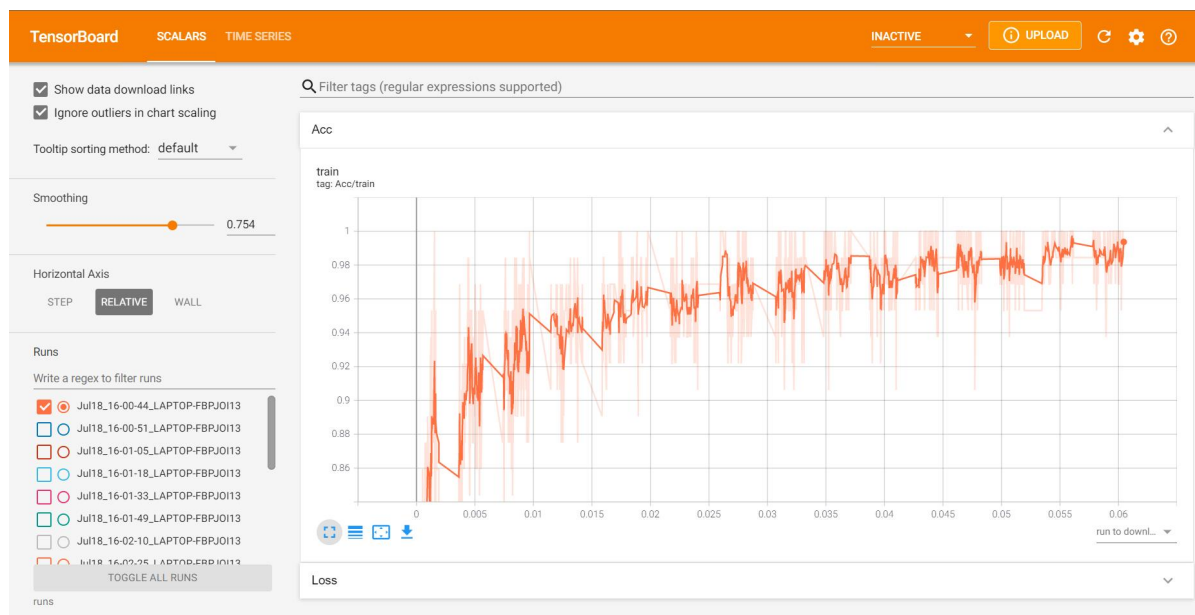 TensorBoard SCALARS TIME SERIES INACTIVE UPLOAD
Show data download links
Ignore outliers in chart scaling
Tooltip sorting method: default
Smoothing
0.754
Horizontal Axis
STEP RELATIVE WALL
Runs
Write a regex to filter runs
Jul18_16-00-44_LAPTOP-FBPJOI13
Jul18_16-00-51_LAPTOP-FBPJOI13
Jul18_16-01-05_LAPTOP-FBPJOI13
Jul18_16-01-18_LAPTOP-FBPJOI13
Jul18_16-01-33_LAPTOP-FBPJOI13
Jul18_16-01-49_LAPTOP-FBPJOI13
Jul18_16-02-10_LAPTOP-FBPJOI13
Jul18_16-02-25_LAPTOP-FBPJOI13
TOGGLE ALL RUNS
runs
Filter tags (regular expressions supported)
Acc
train
tag: Acc/train
1
0.98
0.96
0.94
0.92
0.9
0.88
0.86
0 0.005 0.01 0.015 0.02 0.025 0.03 0.035 0.04 0.045 0.05 0.055 0.06
run to downl...
Loss